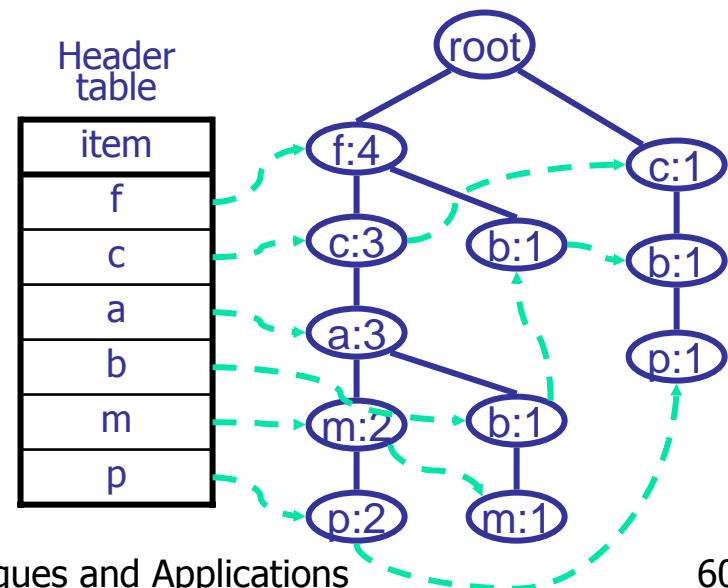 Header
table
item
f
c
a
b
m
p
root
f:4
c:1
c:3
b:1
b:1
a:3
p:1
m:2
b:1
p:2
m:1
ques and Applications
60